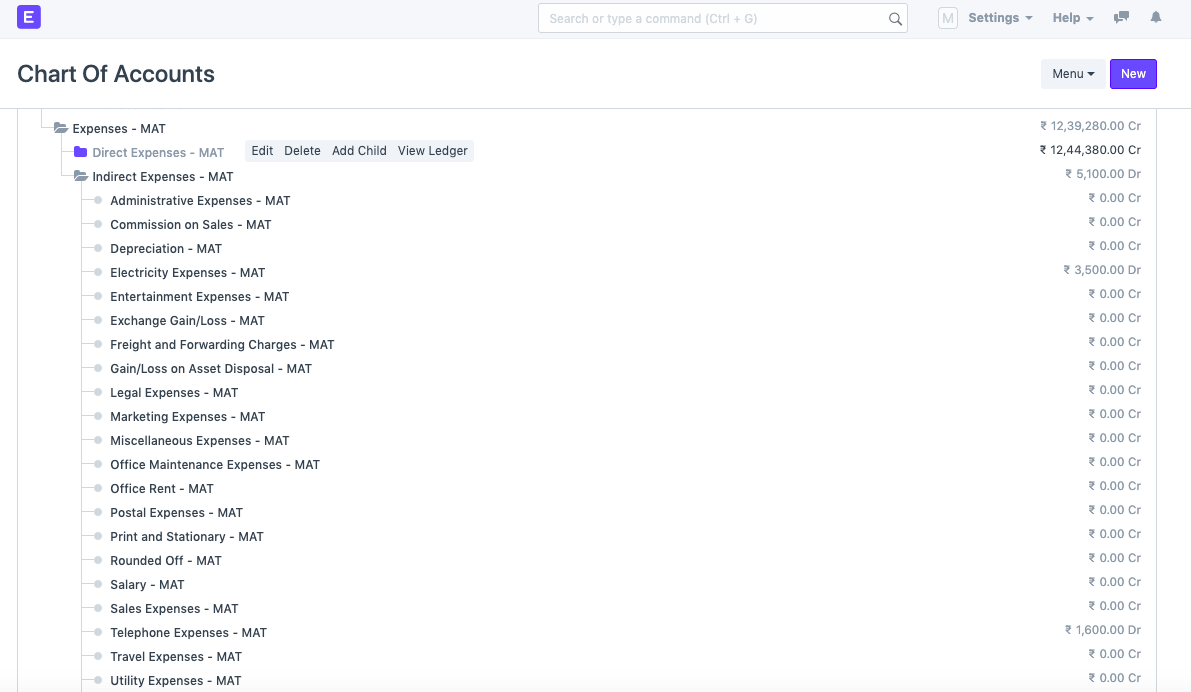 E Search or type a command (Ctrl + G) M Settings Help
Chart Of Accounts Menu New
Expenses - MAT ₹ 12,39,280.00 Cr
Direct Expenses - MAT Edit Delete Add Child View Ledger ₹ 12,44,380.00 Cr
Indirect Expenses - MAT ₹ 5,100.00 Dr
Administrative Expenses - MAT ₹ 0.00 Cr
Commission on Sales - MAT ₹ 0.00 Cr
Depreciation - MAT ₹ 0.00 Cr
Electricity Expenses - MAT ₹ 3,500.00 Dr
Entertainment Expenses - MAT ₹ 0.00 Cr
Exchange Gain/Loss - MAT ₹ 0.00 Cr
Freight and Forwarding Charges - MAT ₹ 0.00 Cr
Gain/Loss on Asset Disposal - MAT ₹ 0.00 Cr
Legal Expenses - MAT ₹ 0.00 Cr
Marketing Expenses - MAT ₹ 0.00 Cr
Miscellaneous Expenses - MAT ₹ 0.00 Cr
Office Maintenance Expenses - MAT ₹ 0.00 Cr
Office Rent - MAT ₹ 0.00 Cr
Postal Expenses - MAT ₹ 0.00 Cr
Print and Stationary - MAT ₹ 0.00 Cr
Rounded Off - MAT ₹ 0.00 Cr
Salary - MAT ₹ 0.00 Cr
Sales Expenses - MAT ₹ 0.00 Cr
Telephone Expenses - MAT ₹ 1,600.00 Dr
Travel Expenses - MAT ₹ 0.00 Cr
Utility Expenses - MAT ₹ 0.00 Cr